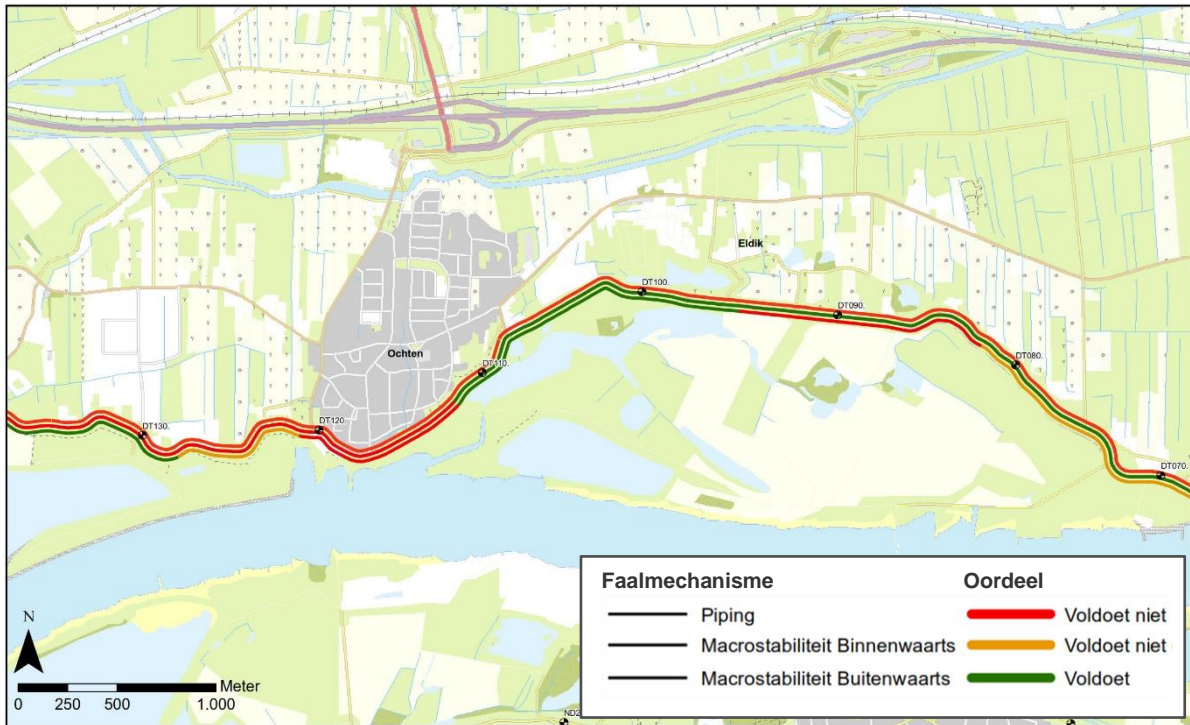 Eldik
DT100.
DT090.
Ochten
DT110.
DT080.
DT120.
DT130.
DT070.
Faalmechanisme Oordeel
Piping Voldoet niet
Macrostabiliteit Binnenwaarts Voldoet niet
Macrostabiliteit Buitenwaarts Voldoet
N
Meter
0 250 500 1.000